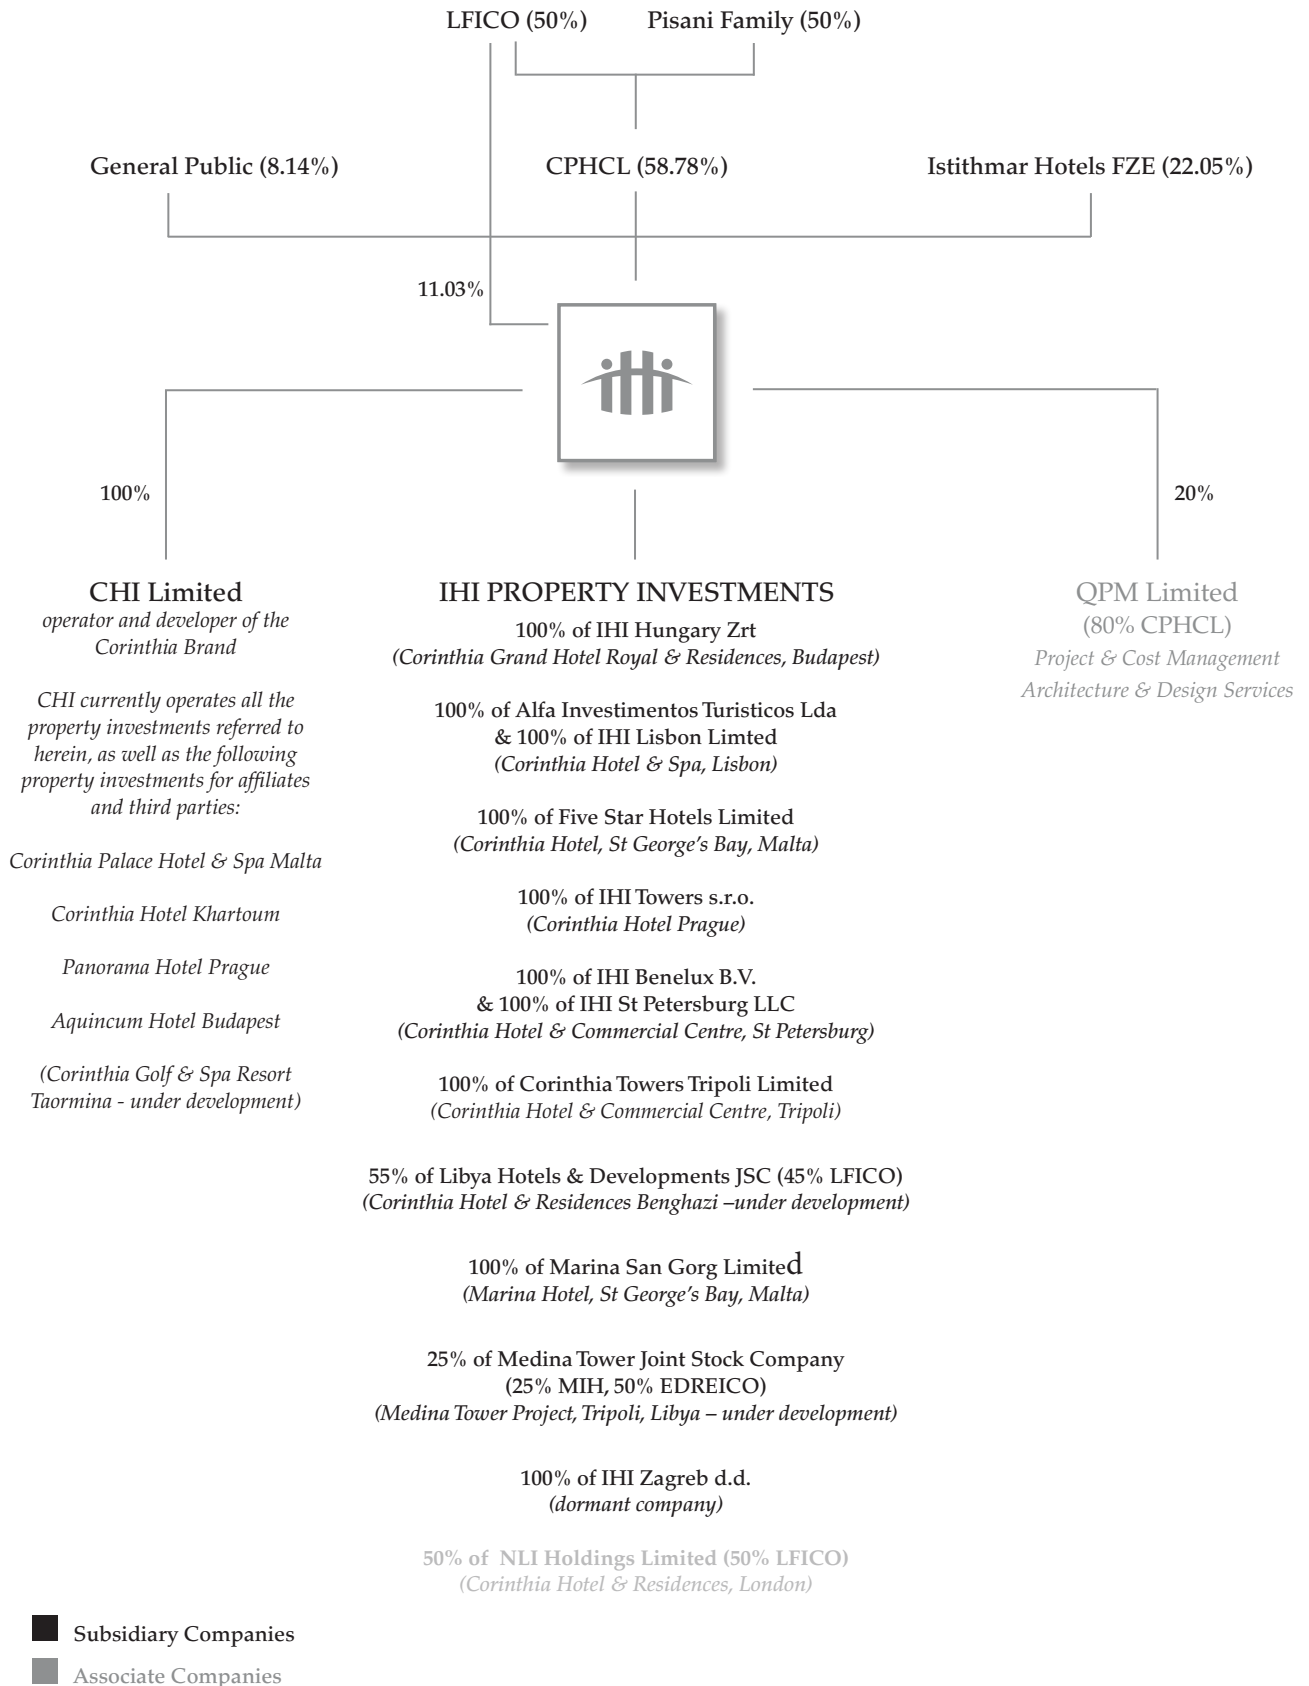 LFICO (50%)
Pisani Family (50%)
General Public (8.14%)
CPHCL (58.78%)
Istithmar Hotels FZE (22.05%)
11.03%
IHI
100%
20%
CHI Limited
operator and developer of the
Corinthia Brand
CHI currently operates all the
property investments referred to
herein, as well as the following
property investments for affiliates
and third parties:
Corinthia Palace Hotel & Spa Malta
Corinthia Hotel Khartoum
Panorama Hotel Prague
Aquincum Hotel Budapest
(Corinthia Golf & Spa Resort
Taormina - under development)
IHI PROPERTY INVESTMENTS
100% of IHI Hungary Zrt
(Corinthia Grand Hotel Royal & Residences, Budapest)
100% of Alfa Investimentos Turisticos Lda
& 100% of IHI Lisbon Limted
(Corinthia Hotel & Spa, Lisbon)
100% of Five Star Hotels Limited
(Corinthia Hotel, St George's Bay, Malta)
100% of IHI Towers s.r.o.
(Corinthia Hotel Prague)
100% of IHI Benelux B.V.
& 100% of IHI St Petersburg LLC
(Corinthia Hotel & Commercial Centre, St Petersburg)
100% of Corinthia Towers Tripoli Limited
(Corinthia Hotel & Commercial Centre, Tripoli)
55% of Libya Hotels & Developments JSC (45% LFICO)
(Corinthia Hotel & Residences Benghazi –under development)
100% of Marina San Gorg Limited
(Marina Hotel, St George's Bay, Malta)
25% of Medina Tower Joint Stock Company
(25% MIH, 50% EDREICO)
(Medina Tower Project, Tripoli, Libya – under development)
100% of IHI Zagreb d.d.
(dormant company)
50% of NLI Holdings Limited (50% LFICO)
(Corinthia Hotel & Residences, London)
QPM Limited
(80% CPHCL)
Project & Cost Management
Architecture & Design Services
Subsidiary Companies
Associate Companies